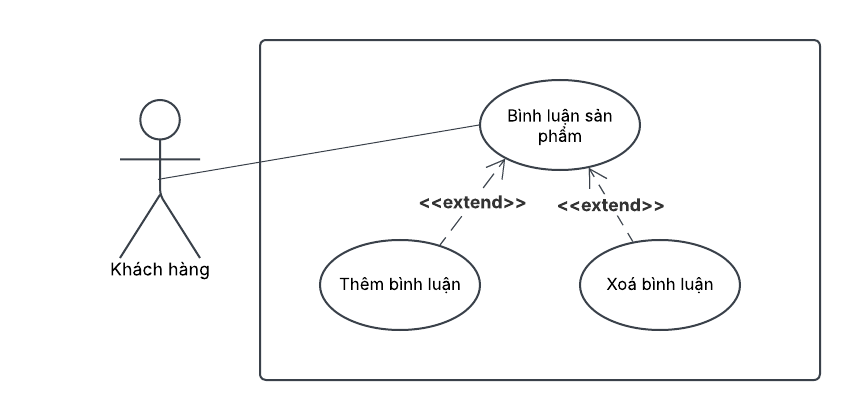 Bình luận sản
phẩm
<<extend>>
<<extend>>
Khách hàng
Thêm bình luận
Xoá bình luận